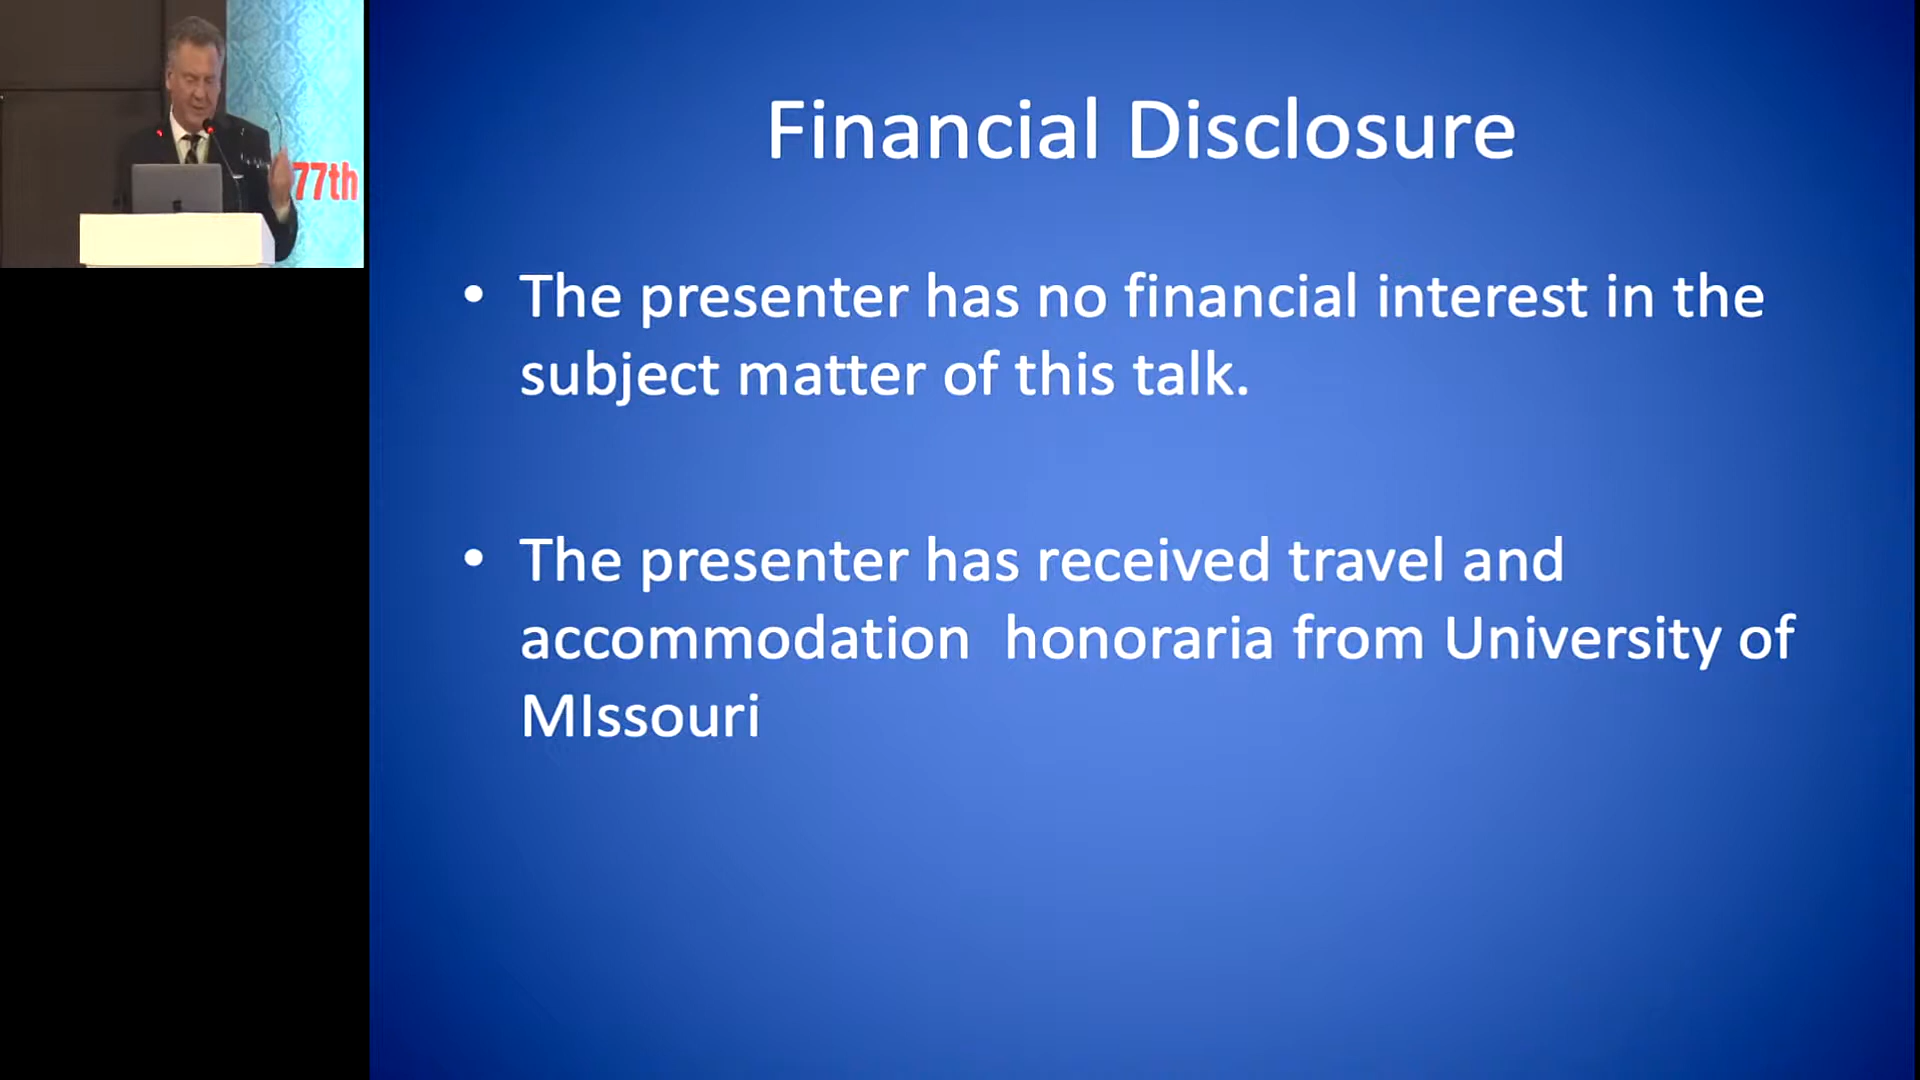 77th
Financial Disclosure
• The presenter has no financial interest in the
subject matter of this talk.
• The presenter has received travel and
accommodation  honoraria from University of
MIssouri